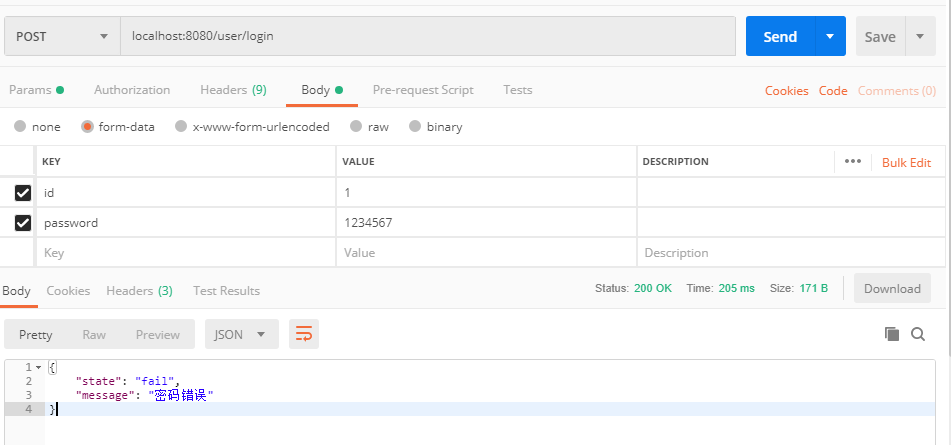 POST localhost:8080/user/login Send Save
Params Authorization Headers (9) Body Pre-request Script Tests Cookies Code Comments (0)
none form-data x-www-form-urlencoded raw binary
KEY VALUE DESCRIPTION ••• Bulk Edit
id 1
password 1234567
Key Value Description
Body Cookies Headers (3) Test Results Status: 200 OK Time: 205 ms Size: 171 B Download
Pretty Raw Preview JSON
1 {
2 "state": "fail",
3 "message": "密码错误"
4 }